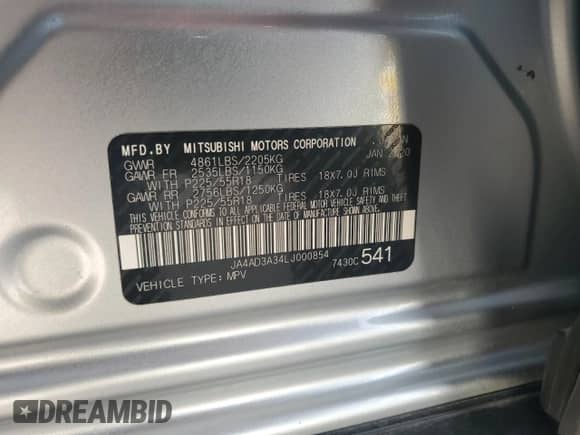 MFD.BY MITSUBISHI MOTORS CORPORATION
GVWR 4861LBS/2205KG JAN 2020
GAWR FR 2535LBS/1150KG
WITH P225/55R18 TIRES 18X7.0J RIMS
GAWR RR 2756LBS/1250KG
WITH P225/55R18 TIRES 18X7.0J RIMS
THIS VEHICLE CONFORMS TO ALL APPLICABLE FEDERAL MOTOR VEHICLE SAFETY AND THEFT
PREVENTION STANDARDS IN EFFECT ON THE DATE OF MANUFACTURE SHOWN ABOVE.
JA4AD3A34LJ000854 7430C 541
VEHICLE TYPE: MPV
DREAMBID